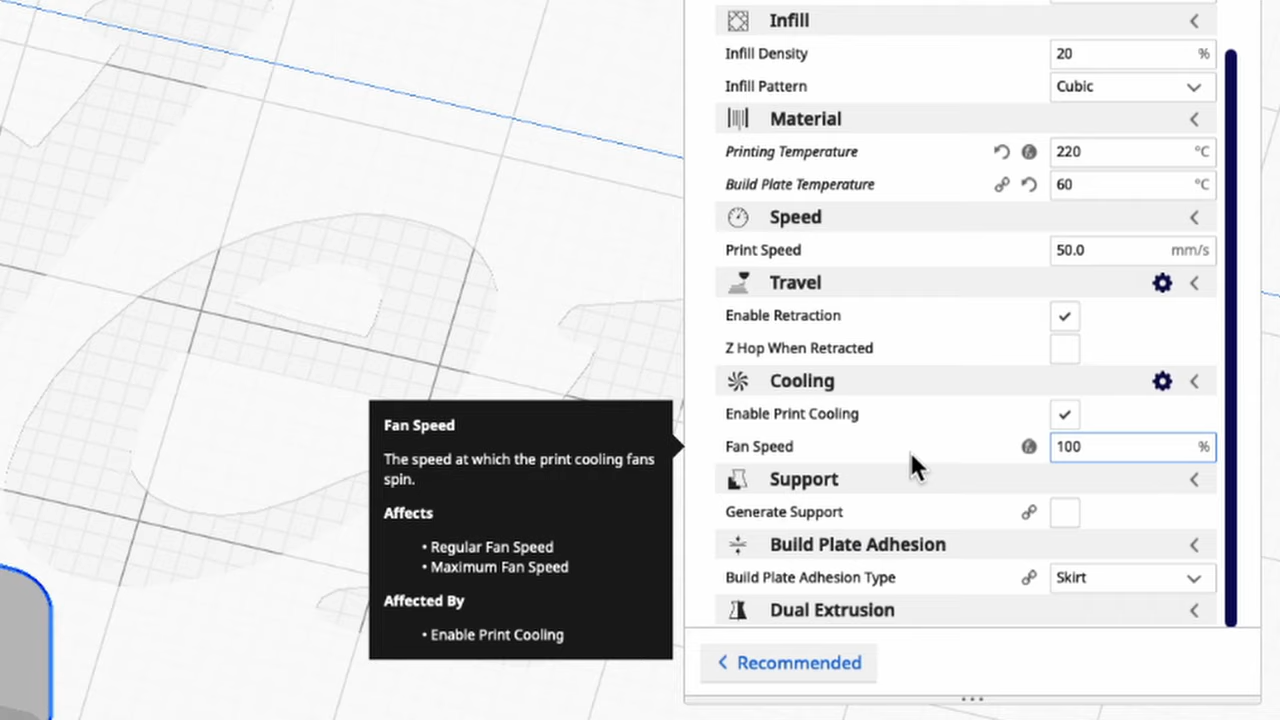 Infill
Infill Density 20 %
Infill Pattern Cubic
Material
Printing Temperature 220 °C
Build Plate Temperature 60 °C
Speed
Print Speed 50.0 mm/s
Travel
Enable Retraction
Z Hop When Retracted
Cooling
Enable Print Cooling
Fan Speed 100 %
Support
Generate Support
Build Plate Adhesion
Build Plate Adhesion Type Skirt
Dual Extrusion
Recommended
Fan Speed
The speed at which the print cooling fans
spin.
Affects
• Regular Fan Speed
• Maximum Fan Speed
Affected By
• Enable Print Cooling